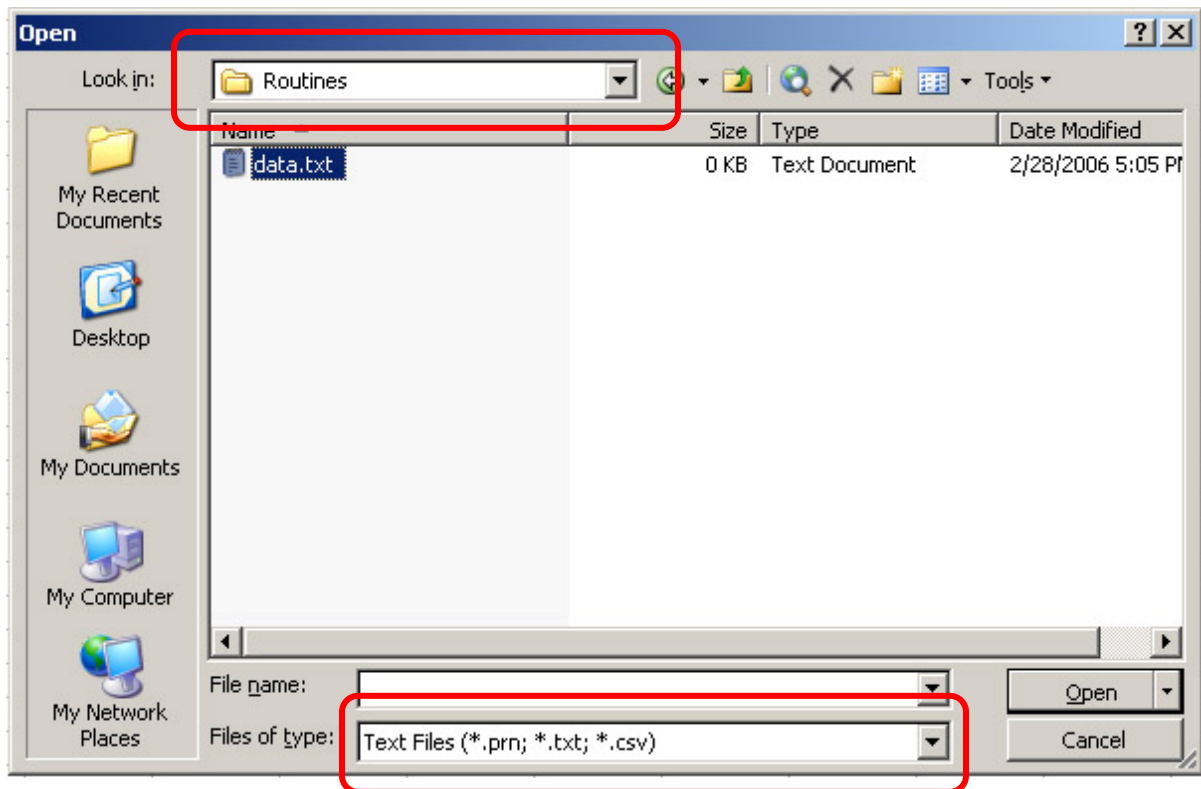 Open
Look in:
Routines
Tools
Name
Size
Type
Date Modified
data.txt
0 KB
Text Document
2/28/2006 5:05 PM
My Recent
Documents
Desktop
My Documents
My Computer
My Network
Places
File name:
Open
Files of type:
Text Files (*.prn; *.txt; *.csv)
Cancel